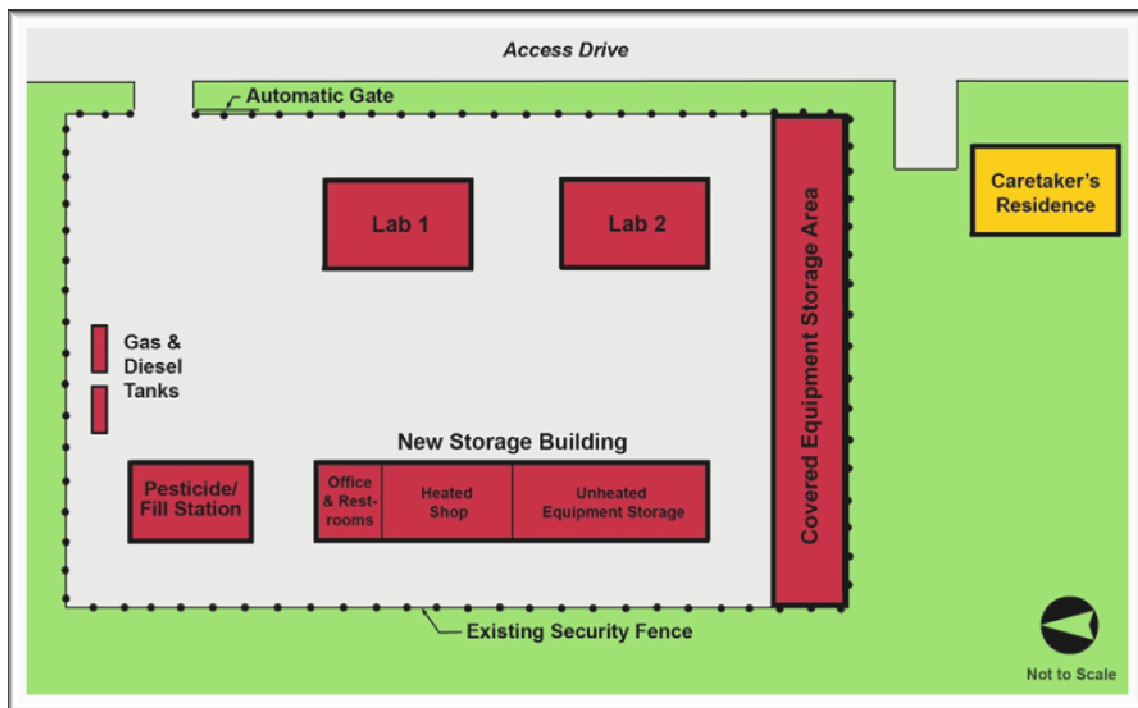 Access Drive
Automatic Gate
Lab 1
Lab 2
Caretaker's
Residence
Covered Equipment Storage Area
Gas &
Diesel
Tanks
New Storage Building
Pesticide/
Fill Station
Office
& Rest-
rooms
Heated
Shop
Unheated
Equipment Storage
Existing Security Fence
Not to Scale